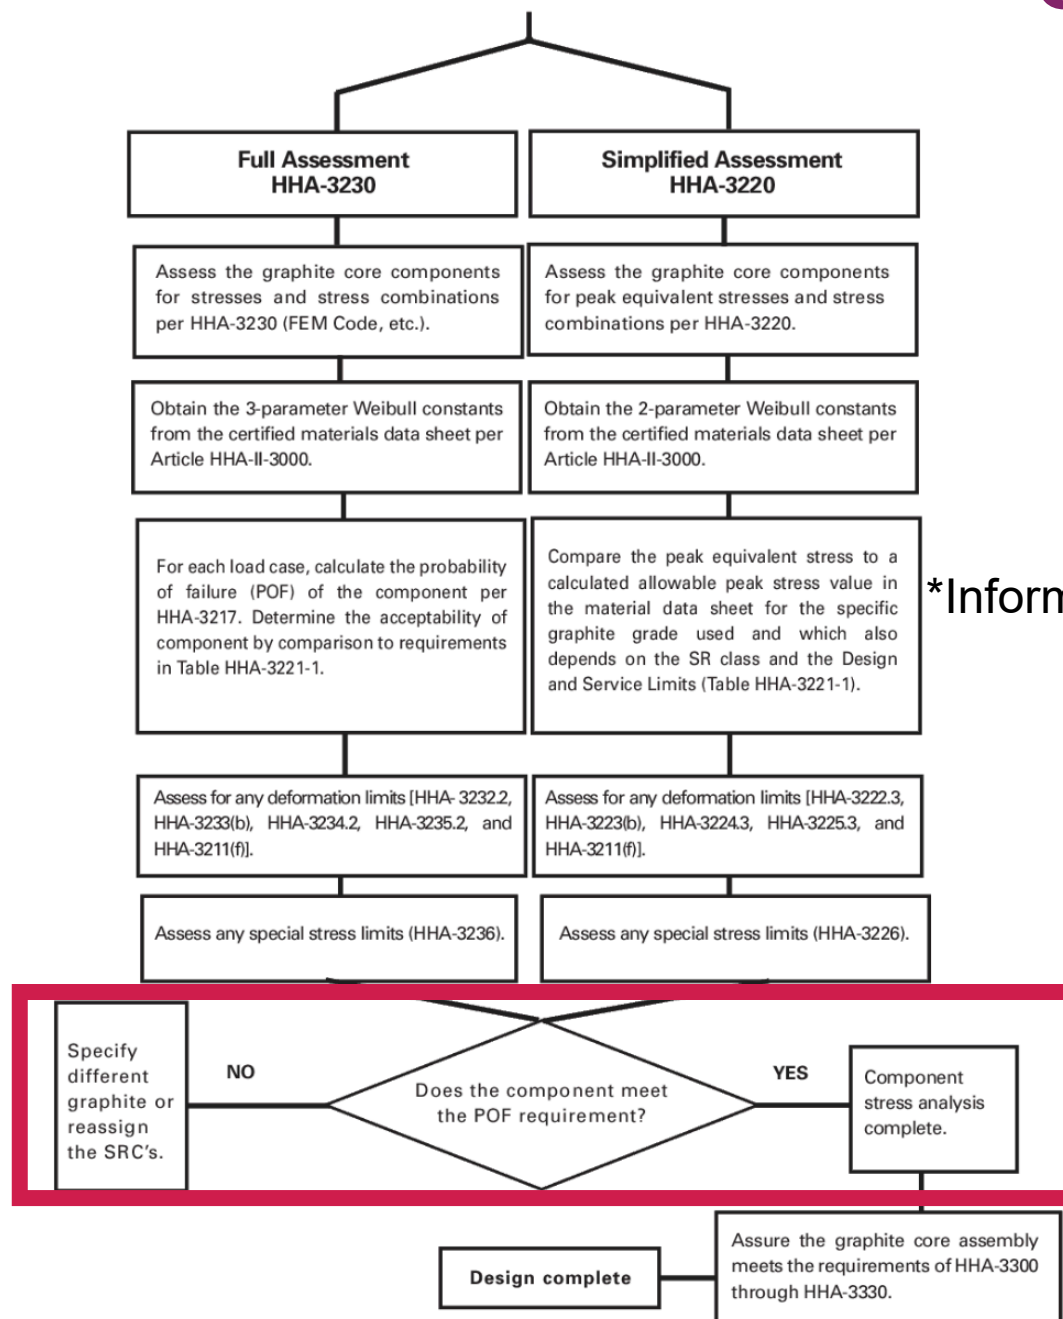 Full Assessment
HHA-3230
Simplified Assessment
HHA-3220
Assess the graphite core components
for stresses and stress combinations
per HHA-3230 (FEM Code, etc.).
Assess the graphite core components
for peak equivalent stresses and stress
combinations per HHA-3220.
Obtain the 3-parameter Weibull constants
from the certified materials data sheet per
Article HHA-II-3000.
Obtain the 2-parameter Weibull constants
from the certified materials data sheet per
Article HHA-II-3000.
For each load case, calculate the probability
of failure (POF) of the component per
HHA-3217. Determine the acceptability of
component by comparison to requirements
in Table HHA-3221-1.
Compare the peak equivalent stress to a
calculated allowable peak stress value in
the material data sheet for the specific
graphite grade used and which also
depends on the SR class and the Design
and Service Limits (Table HHA-3221-1).
*Inform
Assess for any deformation limits [HHA- 3232.2,
HHA-3233(b), HHA-3234.2, HHA-3235.2, and
HHA-3211(f)].
Assess for any deformation limits [HHA-3222.3,
HHA-3223(b), HHA-3224.3, HHA-3225.3, and
HHA-3211(f)].
Assess any special stress limits (HHA-3236).
Assess any special stress limits (HHA-3226).
Specify
different
graphite or
reassign
the SRC's.
NO
Does the component meet
the POF requirement?
YES
Component
stress analysis
complete.
Design complete
Assure the graphite core assembly
meets the requirements of HHA-3300
through HHA-3330.